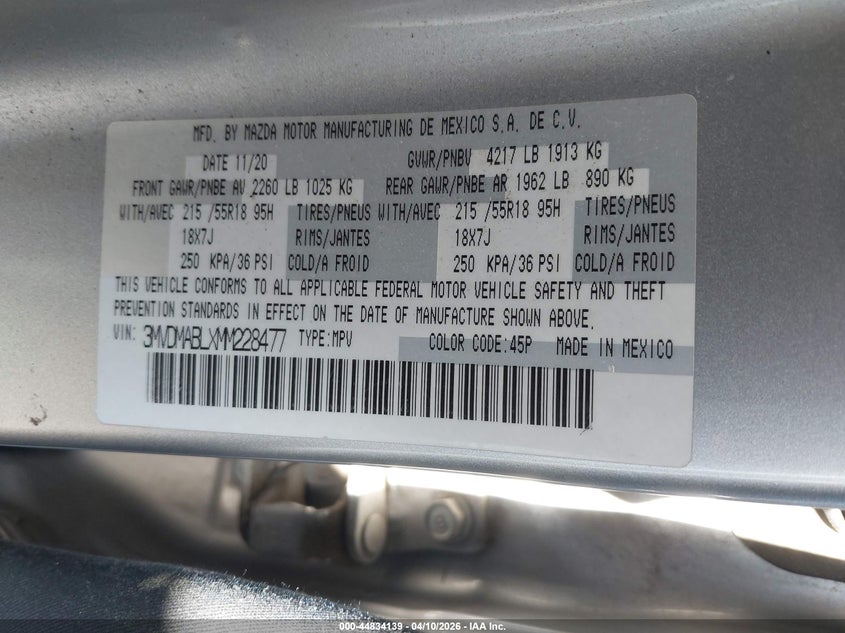 MFD. BY MAZDA MOTOR MANUFACTURING DE MEXICO S.A. DE C.V.
DATE 11/20 GVWR/PNBV 4217 LB 1913 KG
FRONT GAWR/PNBE AV 2260 LB 1025 KG REAR GAWR/PNBE AR 1962 LB 890 KG
WITH/AVEC 215 /55R18 95H TIRES/PNEUS WITH/AVEC 215 /55R18 95H TIRES/PNEUS
18X7J RIMS/JANTES 18X7J RIMS/JANTES
250 KPA/36 PSI COLD/A FROID 250 KPA/36 PSI COLD/A FROID
THIS VEHICLE CONFORMS TO ALL APPLICABLE FEDERAL MOTOR VEHICLE SAFETY AND THEFT
PREVENTION STANDARDS IN EFFECT ON THE DATE OF MANUFACTURE SHOWN ABOVE.
VIN: 3MVDMABLXMM228477 TYPE:MPV COLOR CODE:45P MADE IN MEXICO
000-44834139 - 04/10/2026 - IAA Inc.